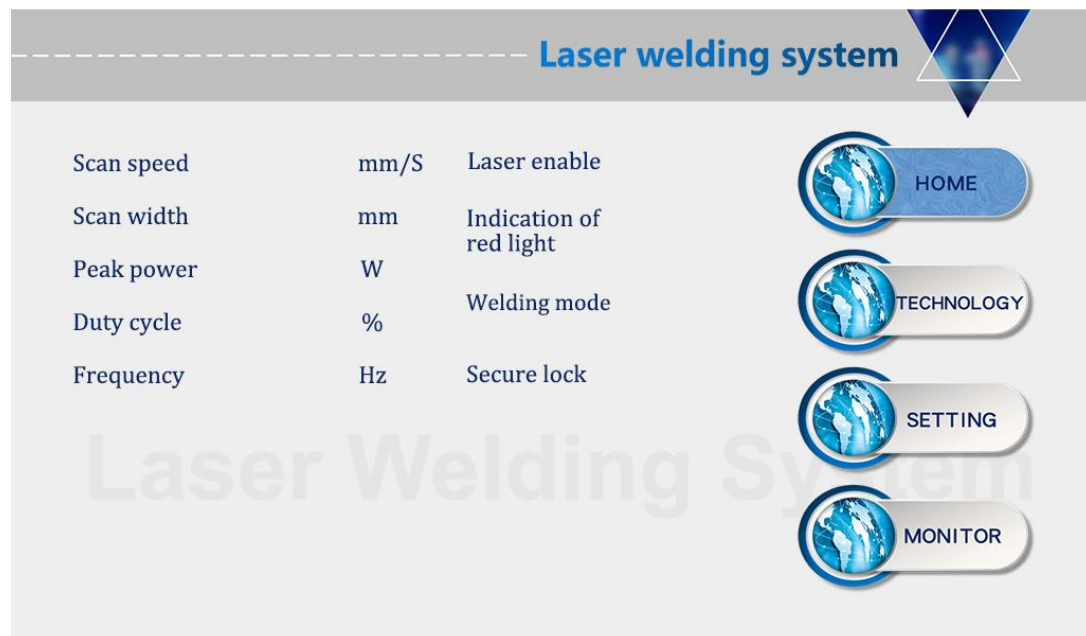 Laser welding system
Scan speed mm/S Laser enable
Scan width mm Indication of
red light
Peak power W
Duty cycle % Welding mode
Frequency Hz Secure lock
HOME
TECHNOLOGY
SETTING
MONITOR
Laser Welding System